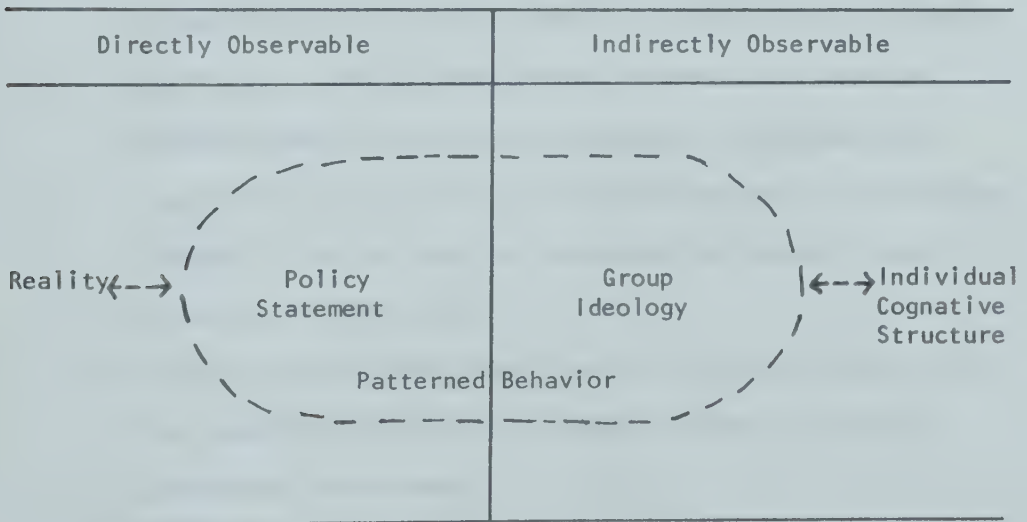 Directly Observable
Indirectly Observable
Reality
Policy
Statement
Group
Ideology
Individual
Cognative
Structure
Patterned Behavior